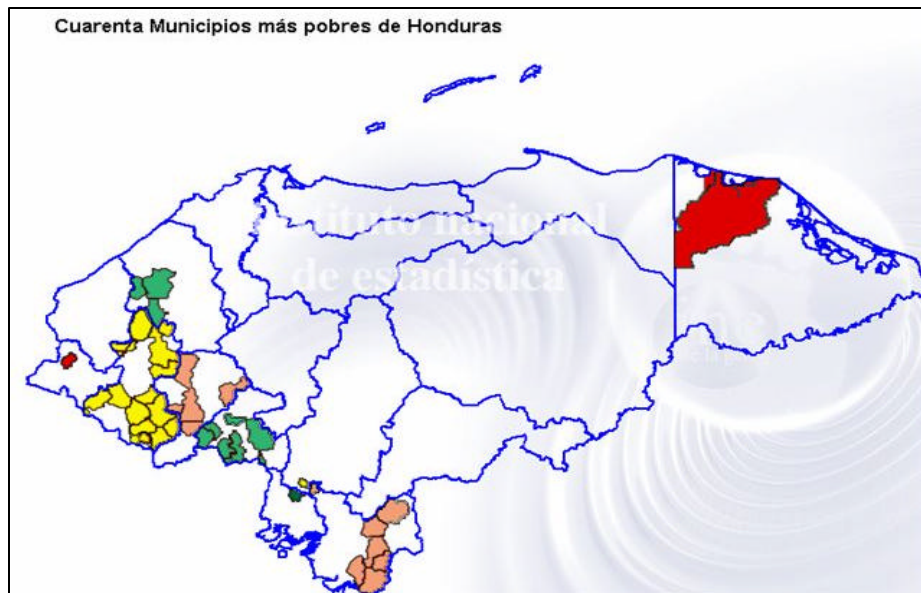 Cuarenta Municipios más pobres de Honduras
Instituto nacional
de estadística